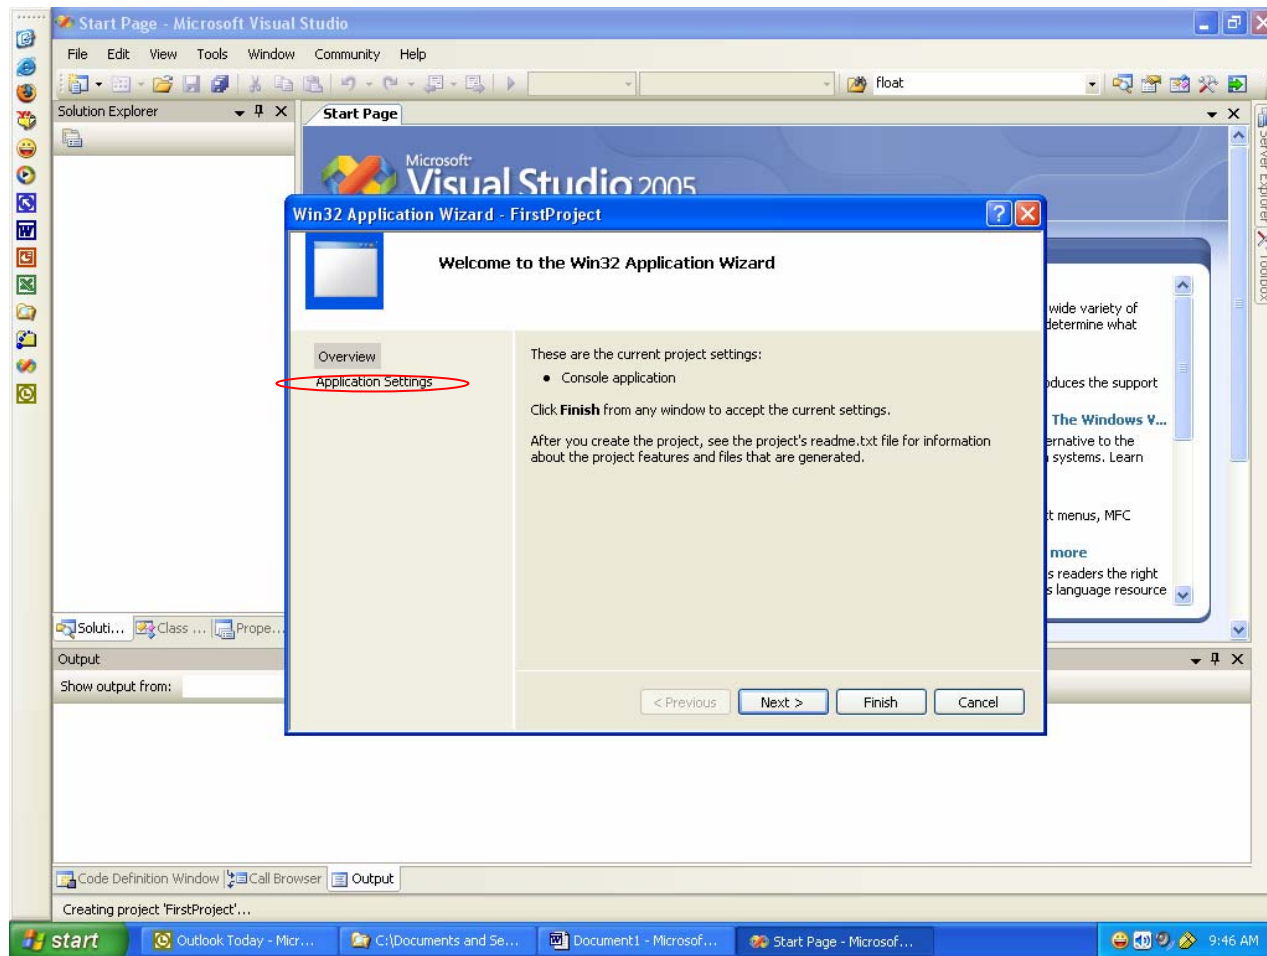 Start Page - Microsoft Visual Studio
File Edit View Tools Window Community Help
float
Solution Explorer
Start Page
Microsoft
Visual Studio 2005
Server Explorer
Toolbox
Win32 Application Wizard - FirstProject
Welcome to the Win32 Application Wizard
Overview
Application Settings
These are the current project settings:
• Console application
Click Finish from any window to accept the current settings.
After you create the project, see the project's readme.txt file for information
about the project features and files that are generated.
< Previous Next > Finish Cancel
wide variety of
determine what
oduces the support
The Windows V...
ernative to the
systems. Learn
t menus, MFC
more
s readers the right
s language resource
Soluti... Class ... Prope...
Output
Show output from:
Code Definition Window Call Browser Output
Creating project 'FirstProject'...
start Outlook Today - Micr... C:\Documents and Se... Document1 - Microsof... Start Page - Microsof... 9:46 AM